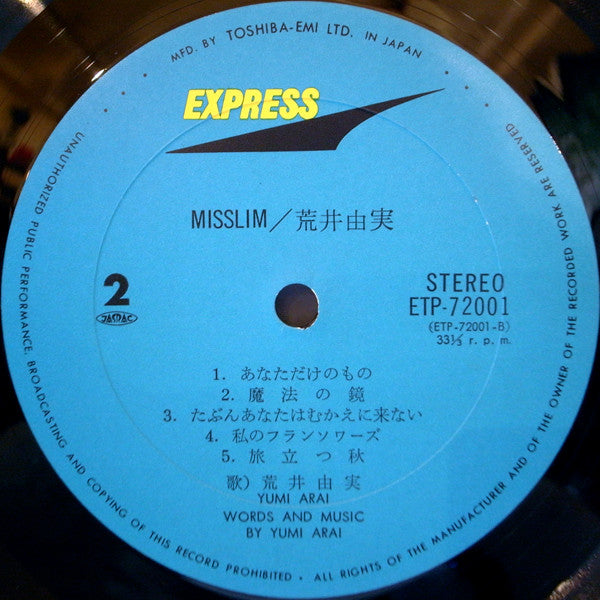 MFD. BY TOSHIBA-EMI LTD. IN JAPAN •
EXPRESS
MISSLIM／荒井由実
2
JASRAC
STEREO
ETP-72001
(ETP-72001-B)
33⅓ r. p. m.
1. あなただけのもの
2. 魔法の鏡
3. たぶんあなたはむかえに来ない
4. 私のフランソワーズ
5. 旅立つ秋
歌）荒井由実
YUMI ARAI
WORDS AND MUSIC
BY YUMI ARAI
UNAUTHORIZED PUBLIC PERFORMANCE, BROADCASTING AND COPYING OF THIS RECORD PROHIBITED • ALL RIGHTS OF THE MANUFACTURER AND OF THE OWNER OF THE RECORDED WORK ARE RESERVED